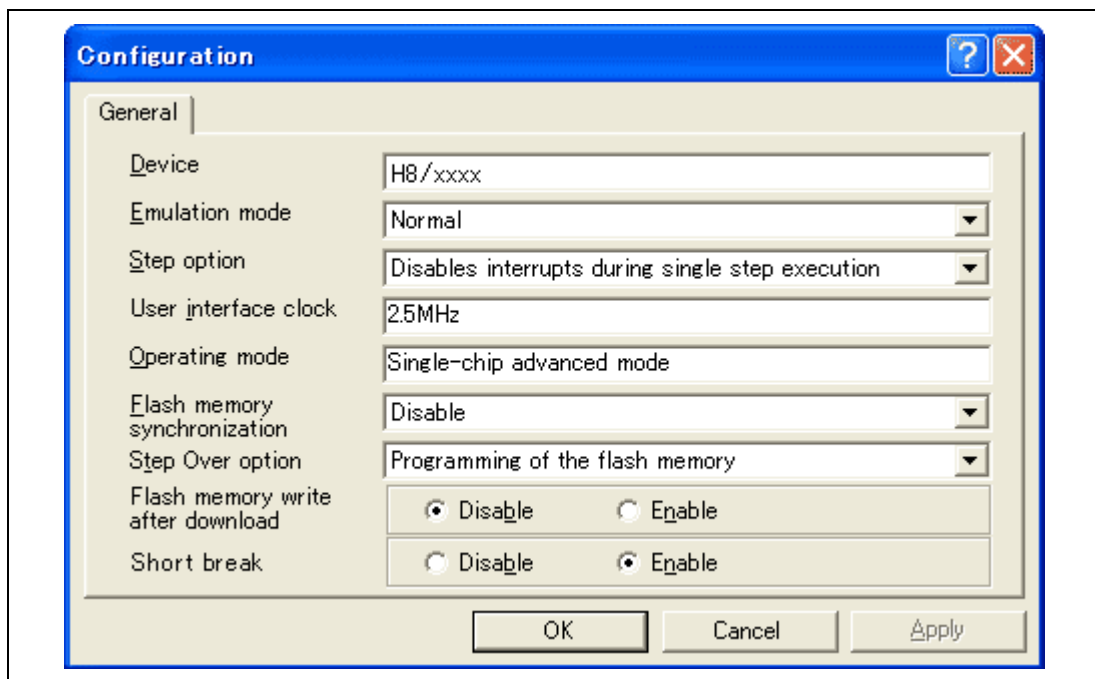 Configuration
General
Device
H8/xxxx
Emulation mode
Normal
Step option
Disables interrupts during single step execution
User interface clock
2.5MHz
Operating mode
Single-chip advanced mode
Flash memory
synchronization
Disable
Step Over option
Programming of the flash memory
Flash memory write
after download
Disable Enable
Short break
Disable Enable
OK Cancel Apply